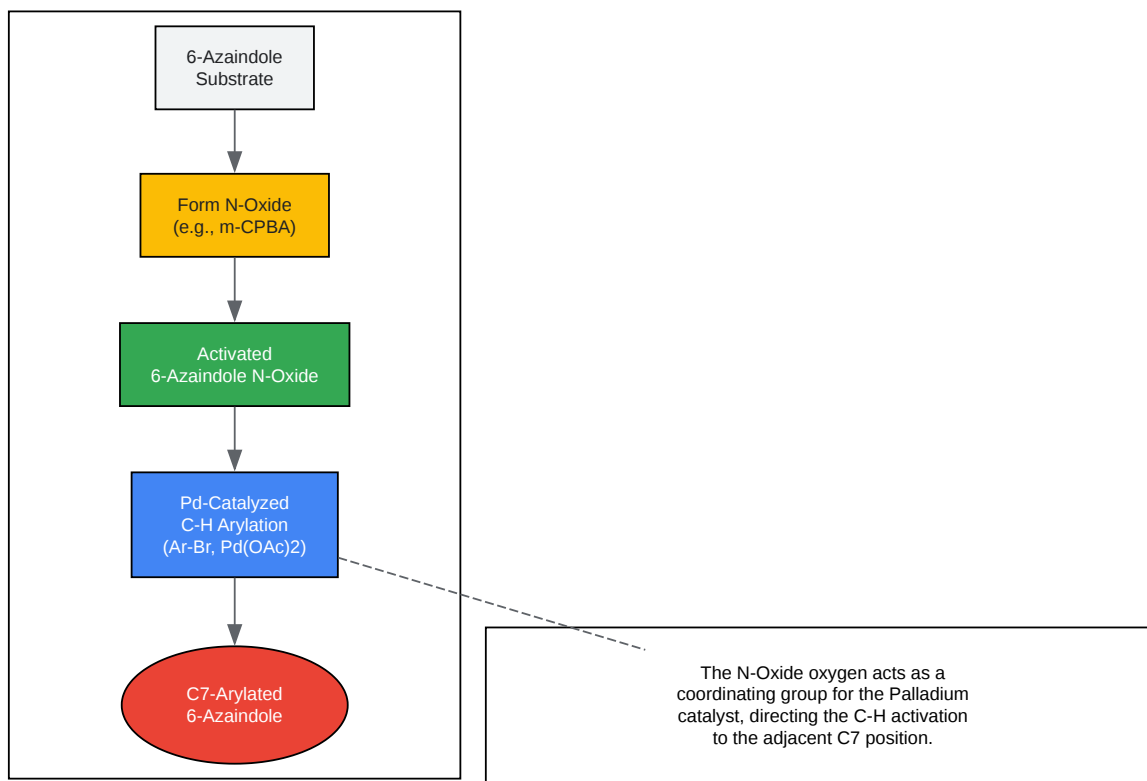 6-Azaindole
Substrate
Form N-Oxide
(e.g., m-CPBA)
Activated
6-Azaindole N-Oxide
Pd-Catalyzed
C-H Arylation
(Ar-Br, Pd(OAc)2)
C7-Arylated
6-Azaindole
The N-Oxide oxygen acts as a
coordinating group for the Palladium
catalyst, directing the C-H activation
to the adjacent C7 position.